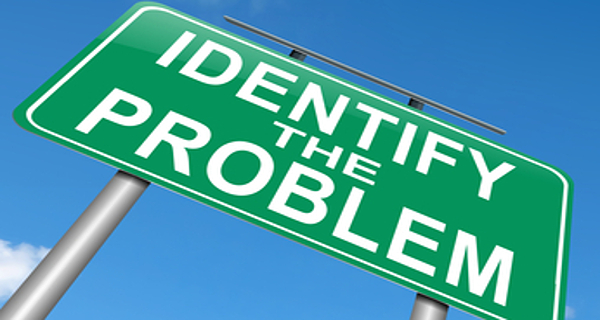 IDENTIFY
THE
PROBLEM